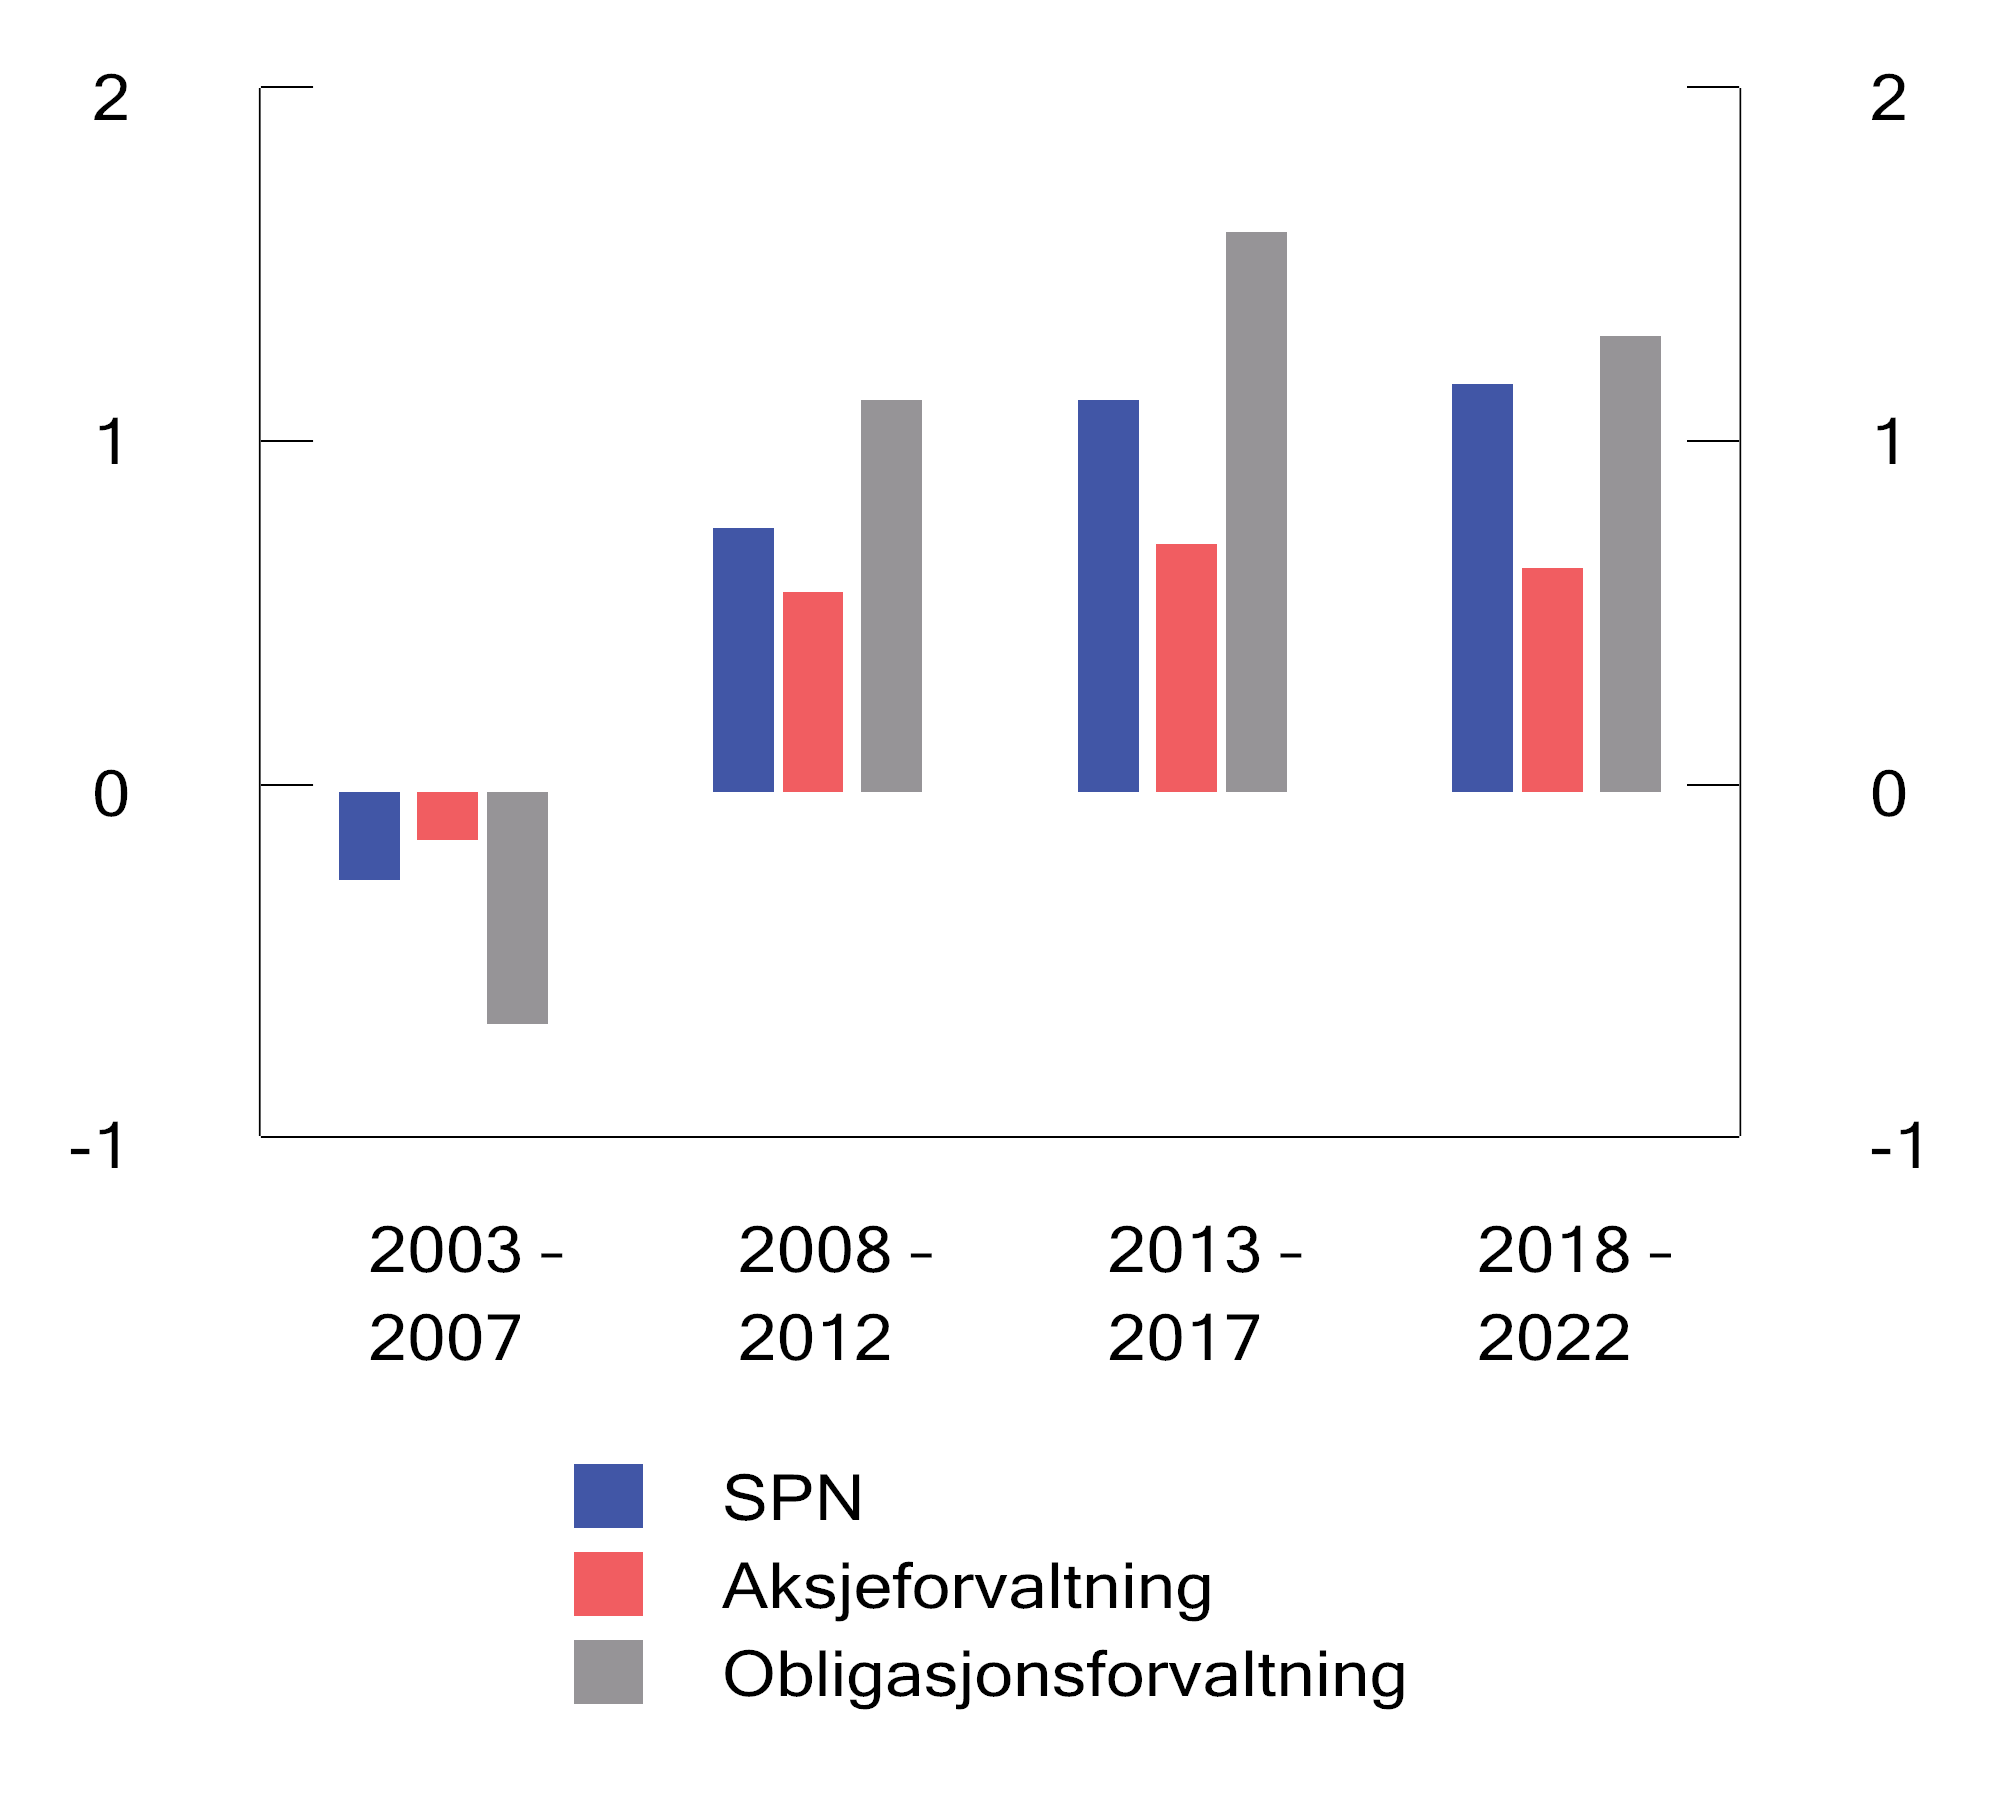 2 2
1 1
0 0
-1 -1
2003 – 2008 – 2013 – 2018 –
2007 2012 2017 2022
SPN
Aksjeforvaltning
Obligasjonsforvaltning